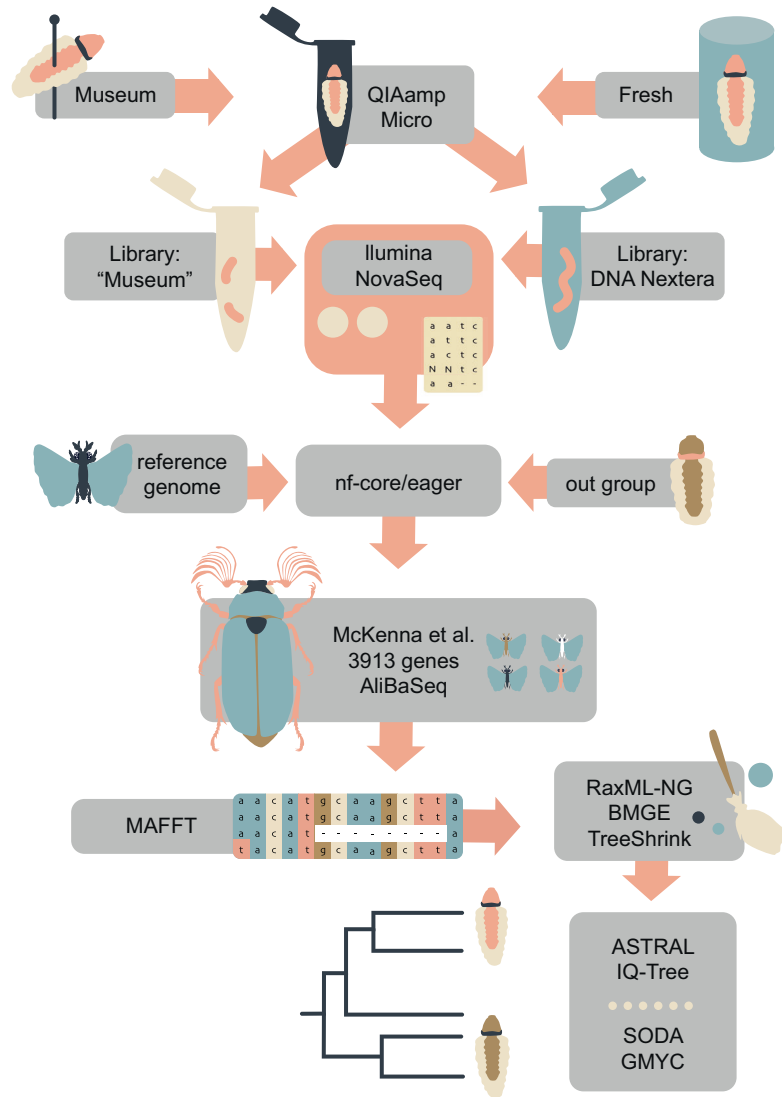 Museum
QIAamp
Micro
Fresh
Library:
“Museum”
Ilumina
NovaSeq
Library:
DNA Nextera
a a t c
a t t c
a c t c
N N t c
a a - -
reference
genome
nf-core/eager
out group
McKenna et al.
3913 genes
AliBaSeq
MAFFT
a a c a t g c a a g c t t a
a a c a t g c a a g c t t a
a a c a t - - - - - - - - a
t a c a t g c a a g c t t a
RaxML-NG
BMGE
TreeShrink
ASTRAL
IQ-Tree
SODA
GMYC